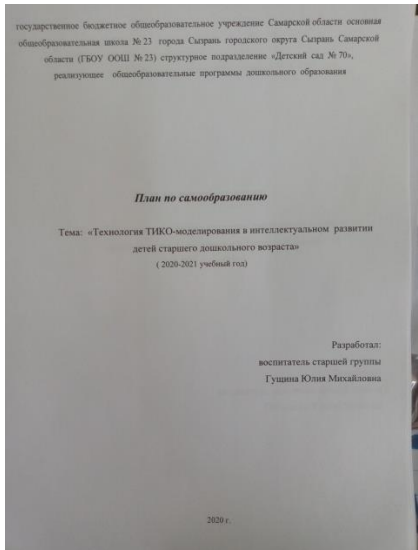 государственное бюджетное общеобразовательное учреждение Самарской области основная
общеобразовательная школа № 23 города Сызрань городского округа Сызрань Самарской
области (ГБОУ ООШ № 23) структурное подразделение «Детский сад № 70»,
реализующее общеобразовательные программы дошкольного образования
План по самообразованию
Тема: «Технология ТИКО-моделирования в интеллектуальном развитии
детей старшего дошкольного возраста»
( 2020-2021 учебный год)
Разработал:
воспитатель старшей группы
Гущина Юлия Михайловна
2020 г.